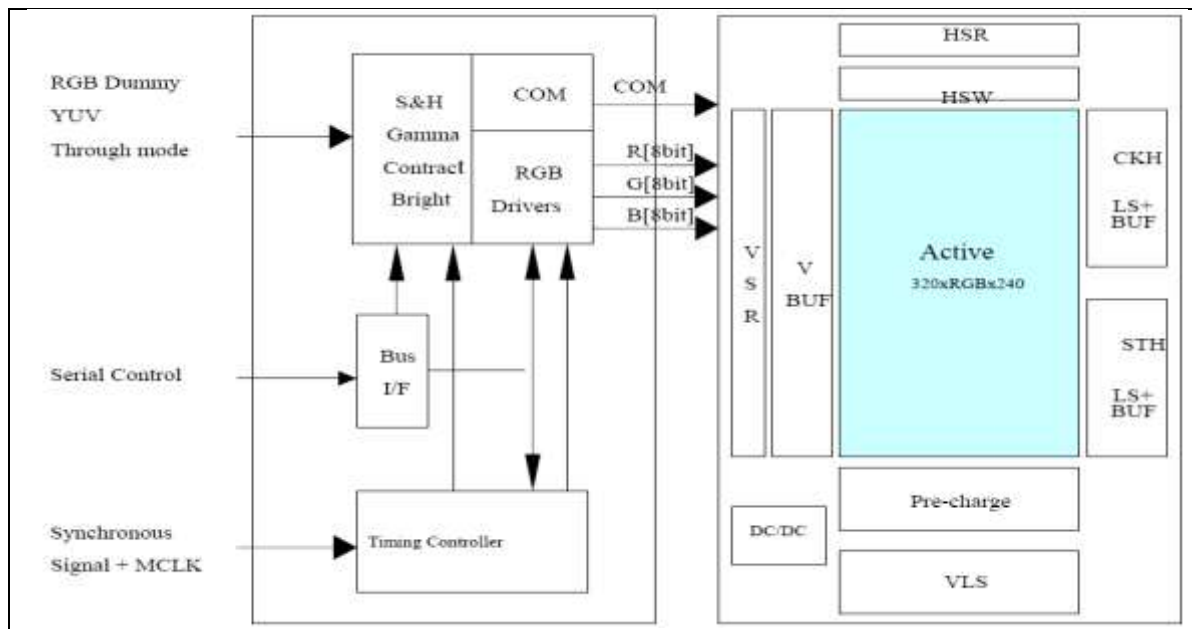 RGB Dummy
YUV
Through mode
Serial Control
Synchronous
Signal + MCLK
S&H
Gamma
Contract
Bright
COM
RGB
Drivers
Bus
I/F
Timing Controller
COM
R[8bit]
G[8bit]
B[8bit]
HSR
HSW
V
S
R
V
BUF
Active
320xRGBx240
CKH
LS+
BUF
STH
LS+
BUF
Pre-charge
DC/DC
VLS